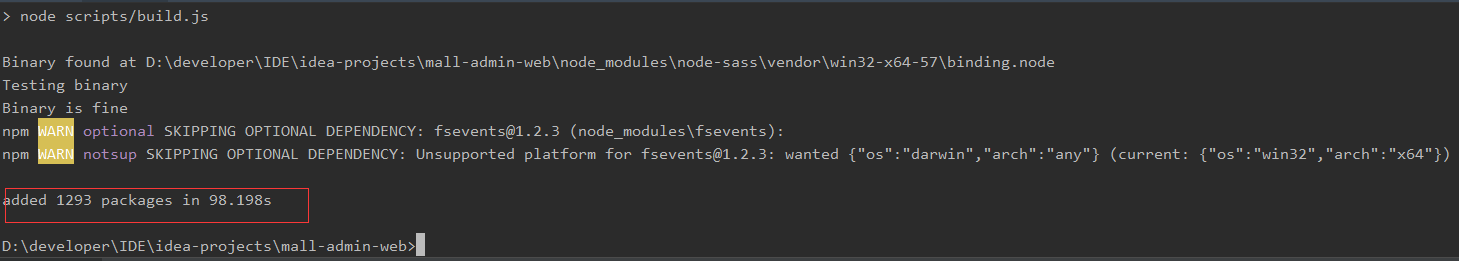 > node scripts/build.js
Binary found at D:\developer\IDE\idea-projects\mall-admin-web\node_modules\node-sass\vendor\win32-x64-57\binding.node
Testing binary
Binary is fine
npm WARN optional SKIPPING OPTIONAL DEPENDENCY: fsevents@1.2.3 (node_modules\fsevents):
npm WARN notsup SKIPPING OPTIONAL DEPENDENCY: Unsupported platform for fsevents@1.2.3: wanted {"os":"darwin","arch":"any"} (current: {"os":"win32","arch":"x64"})
added 1293 packages in 98.198s
D:\developer\IDE\idea-projects\mall-admin-web>